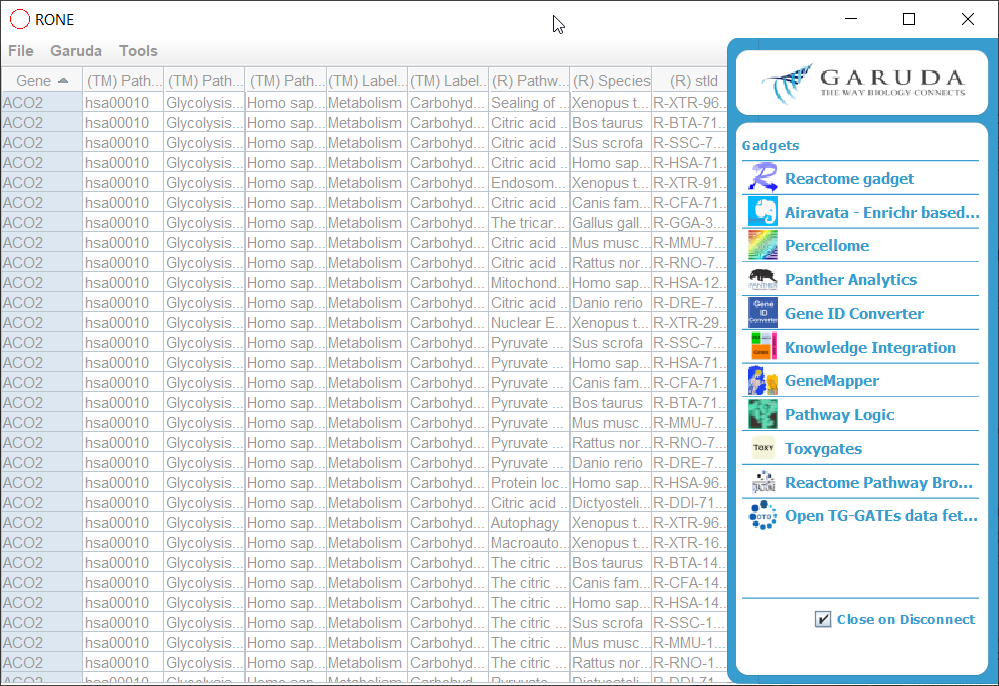 RONE
File Garuda Tools
Gene (TM) Path... (TM) Path... (TM) Path... (TM) Label... (TM) Label... (R) Pathw... (R) Species (R) stId
ACO2 hsa00010 Glycolysis... Homo sap... Metabolism Carbohyd... Sealing of ... Xenopus t... R-XTR-96...
ACO2 hsa00010 Glycolysis... Homo sap... Metabolism Carbohyd... Citric acid ... Bos taurus R-BTA-71...
ACO2 hsa00010 Glycolysis... Homo sap... Metabolism Carbohyd... Citric acid ... Sus scrofa R-SSC-7...
ACO2 hsa00010 Glycolysis... Homo sap... Metabolism Carbohyd... Citric acid ... Homo sap... R-HSA-71...
ACO2 hsa00010 Glycolysis... Homo sap... Metabolism Carbohyd... Endosom... Xenopus t... R-XTR-91...
ACO2 hsa00010 Glycolysis... Homo sap... Metabolism Carbohyd... Citric acid ... Canis fam... R-CFA-71...
ACO2 hsa00010 Glycolysis... Homo sap... Metabolism Carbohyd... The tricar... Gallus gall... R-GGA-3...
ACO2 hsa00010 Glycolysis... Homo sap... Metabolism Carbohyd... Citric acid ... Mus musc... R-MMU-7...
ACO2 hsa00010 Glycolysis... Homo sap... Metabolism Carbohyd... Citric acid ... Rattus nor... R-RNO-7...
ACO2 hsa00010 Glycolysis... Homo sap... Metabolism Carbohyd... Mitochond... Homo sap... R-HSA-12...
ACO2 hsa00010 Glycolysis... Homo sap... Metabolism Carbohyd... Citric acid ... Danio rerio R-DRE-7...
ACO2 hsa00010 Glycolysis... Homo sap... Metabolism Carbohyd... Nuclear E... Xenopus t... R-XTR-29...
ACO2 hsa00010 Glycolysis... Homo sap... Metabolism Carbohyd... Pyruvate ... Sus scrofa R-SSC-7...
ACO2 hsa00010 Glycolysis... Homo sap... Metabolism Carbohyd... Pyruvate ... Homo sap... R-HSA-71...
ACO2 hsa00010 Glycolysis... Homo sap... Metabolism Carbohyd... Pyruvate ... Canis fam... R-CFA-71...
ACO2 hsa00010 Glycolysis... Homo sap... Metabolism Carbohyd... Pyruvate ... Bos taurus R-BTA-71...
ACO2 hsa00010 Glycolysis... Homo sap... Metabolism Carbohyd... Pyruvate ... Mus musc... R-MMU-7...
ACO2 hsa00010 Glycolysis... Homo sap... Metabolism Carbohyd... Pyruvate ... Rattus nor... R-RNO-7...
ACO2 hsa00010 Glycolysis... Homo sap... Metabolism Carbohyd... Pyruvate ... Danio rerio R-DRE-7...
ACO2 hsa00010 Glycolysis... Homo sap... Metabolism Carbohyd... Protein loc... Homo sap... R-HSA-96...
ACO2 hsa00010 Glycolysis... Homo sap... Metabolism Carbohyd... Citric acid ... Dictyosteli... R-DDI-71
ACO2 hsa00010 Glycolysis... Homo sap... Metabolism Carbohyd... Autophagy Xenopus t... R-XTR-96...
ACO2 hsa00010 Glycolysis... Homo sap... Metabolism Carbohyd... Macroauto... Xenopus t... R-XTR-16...
ACO2 hsa00010 Glycolysis... Homo sap... Metabolism Carbohyd... The citric ... Bos taurus R-BTA-14...
ACO2 hsa00010 Glycolysis... Homo sap... Metabolism Carbohyd... The citric ... Canis fam... R-CFA-14...
ACO2 hsa00010 Glycolysis... Homo sap... Metabolism Carbohyd... The citric ... Homo sap... R-HSA-14...
ACO2 hsa00010 Glycolysis... Homo sap... Metabolism Carbohyd... The citric ... Sus scrofa R-SSC-1...
ACO2 hsa00010 Glycolysis... Homo sap... Metabolism Carbohyd... The citric ... Mus musc... R-MMU-1...
ACO2 hsa00010 Glycolysis... Homo sap... Metabolism Carbohyd... The citric ... Rattus nor... R-RNO-1...
GARUDA
THE WAY BIOLOGY CONNECTS
Gadgets
Reactome gadget
Airavata - Enrichr based...
Percellome
Panther Analytics
Gene ID Converter
Gene ID Converter
Knowledge Integration
GeneMapper
Pathway Logic
Toxy
Toxygates
Reactome Pathway Bro...
OTG
Open TG-GATEs data fet...
Close on Disconnect